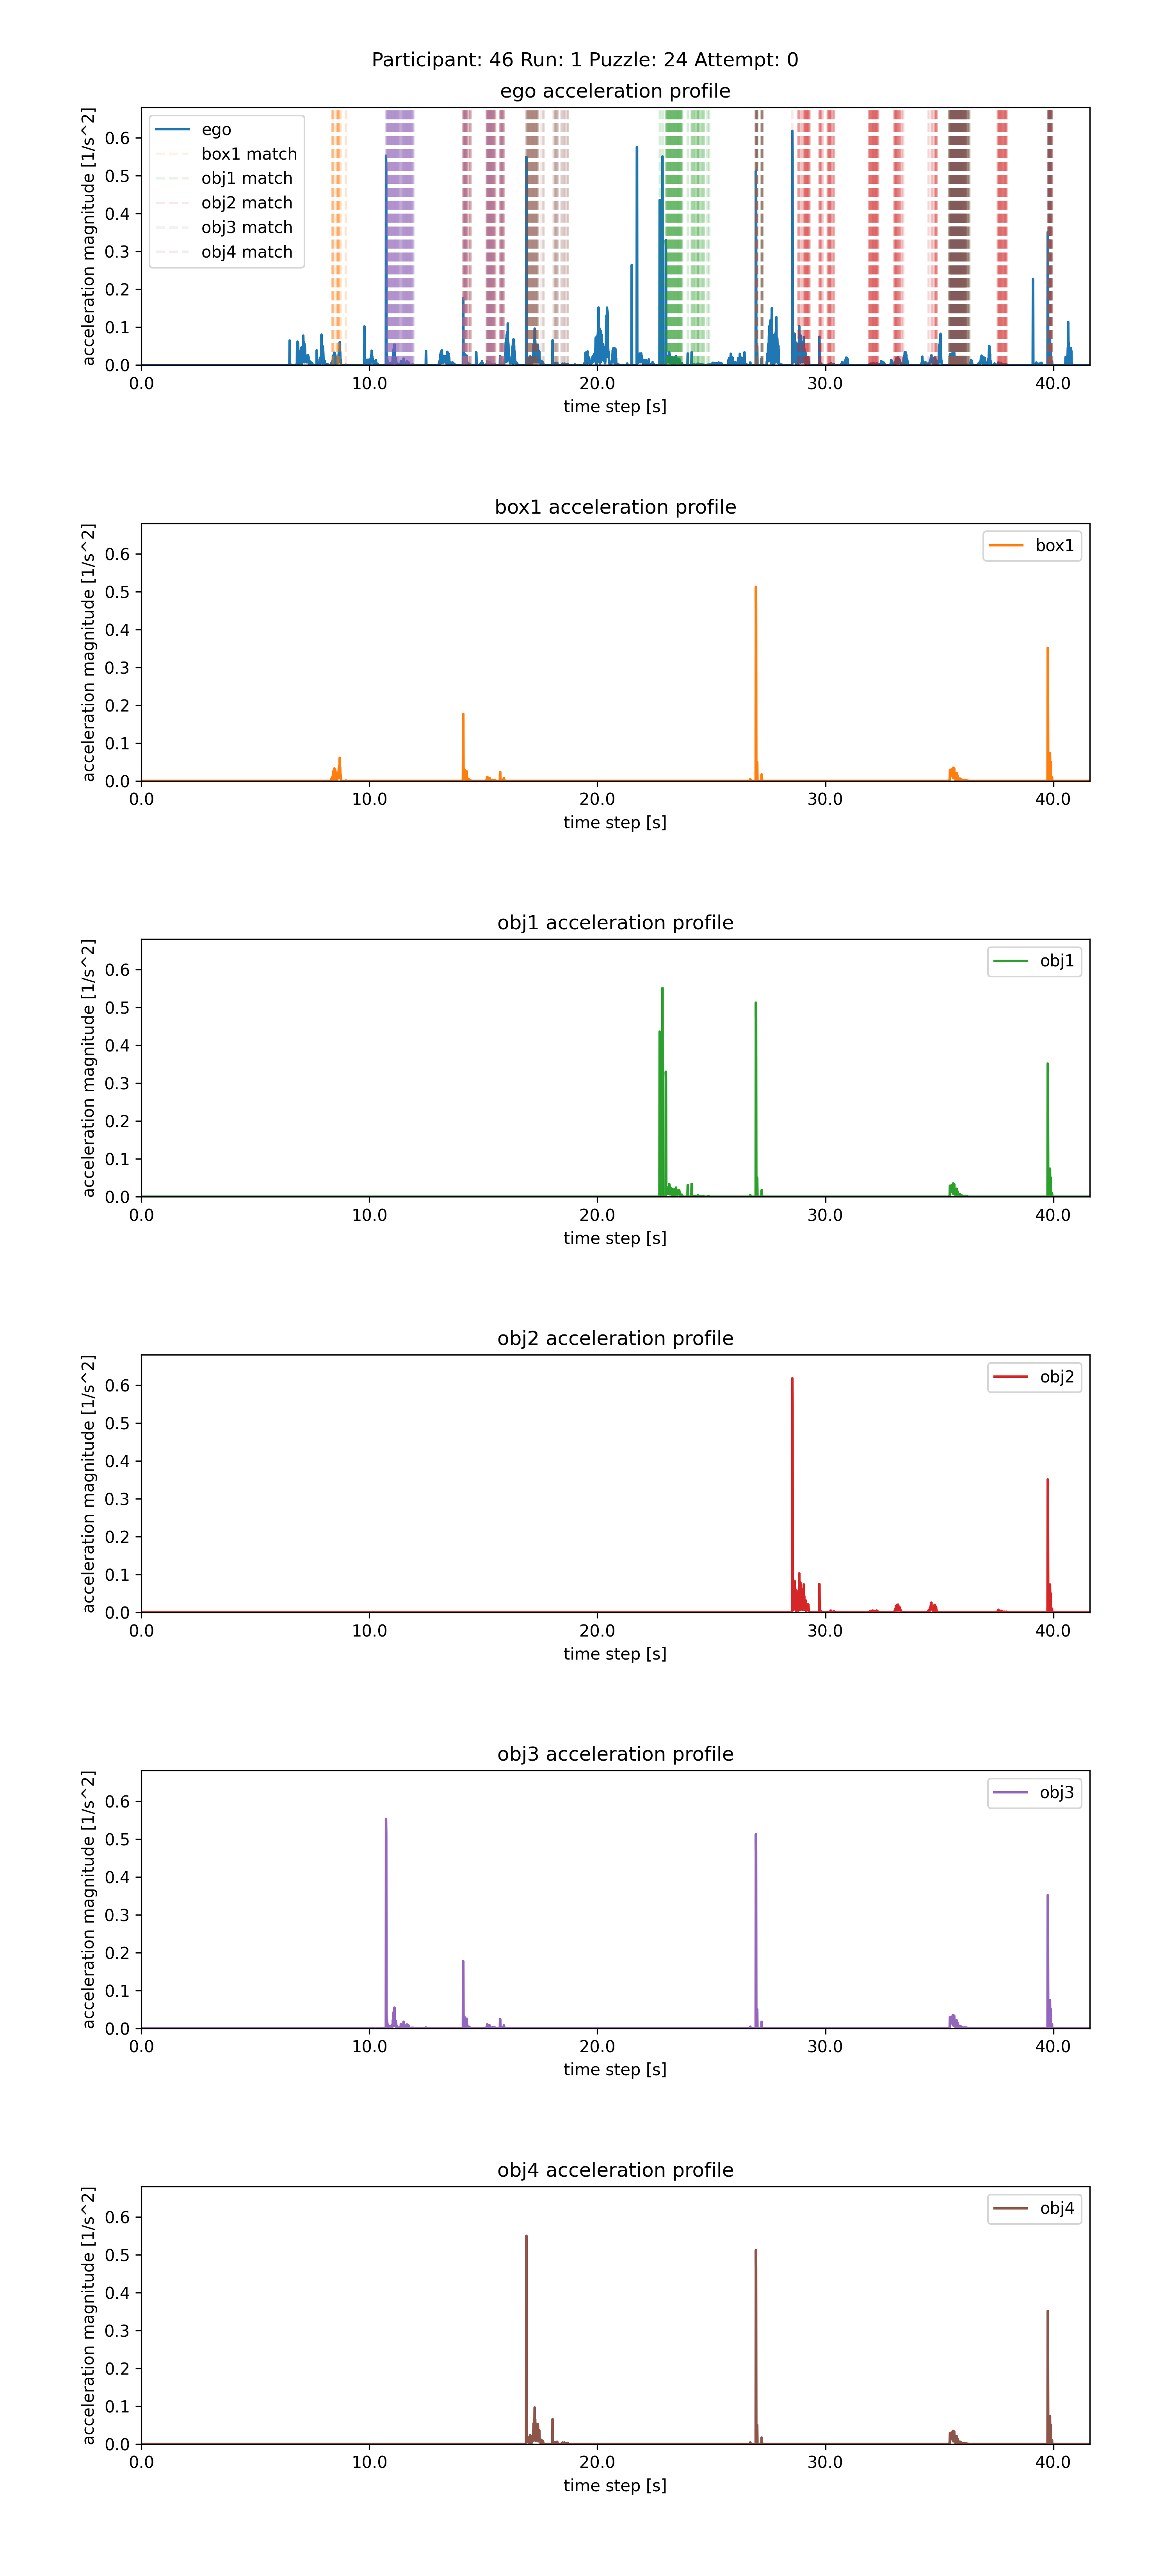 Participant: 46 Run: 1 Puzzle: 24 Attempt: 0
ego acceleration profile
acceleration magnitude [1/s^2]
0.6
0.5
0.4
0.3
0.2
0.1
0.0
ego
box1 match
obj1 match
obj2 match
obj3 match
obj4 match
0.0 10.0 20.0 30.0 40.0
time step [s]
box1 acceleration profile
acceleration magnitude [1/s^2]
0.6
0.5
0.4
0.3
0.2
0.1
0.0
box1
0.0 10.0 20.0 30.0 40.0
time step [s]
obj1 acceleration profile
acceleration magnitude [1/s^2]
0.6
0.5
0.4
0.3
0.2
0.1
0.0
obj1
0.0 10.0 20.0 30.0 40.0
time step [s]
obj2 acceleration profile
acceleration magnitude [1/s^2]
0.6
0.5
0.4
0.3
0.2
0.1
0.0
obj2
0.0 10.0 20.0 30.0 40.0
time step [s]
obj3 acceleration profile
acceleration magnitude [1/s^2]
0.6
0.5
0.4
0.3
0.2
0.1
0.0
obj3
0.0 10.0 20.0 30.0 40.0
time step [s]
obj4 acceleration profile
acceleration magnitude [1/s^2]
0.6
0.5
0.4
0.3
0.2
0.1
0.0
obj4
0.0 10.0 20.0 30.0 40.0
time step [s]